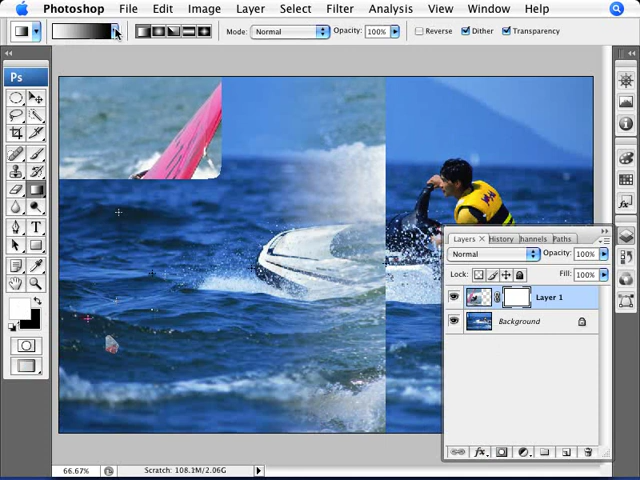 Photoshop File Edit Image Layer Select Filter Analysis View Window Help
Mode: Normal Opacity: 100% Reverse Dither Transparency
Ps
Layers × History hannels Paths
Normal Opacity: 100%
Lock: Fill: 100%
Layer 1
Background
66.67% Scratch: 108.1M/2.06G